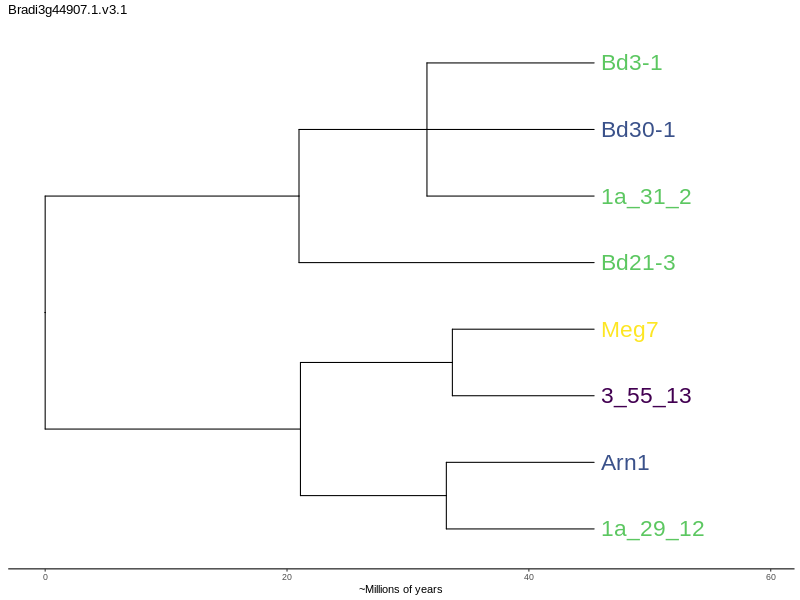 Bradi3g44907.1.v3.1
Bd3-1
Bd30-1
1a_31_2
Bd21-3
Meg7
3_55_13
Arn1
1a_29_12
0 20 40 60
~Millions of years